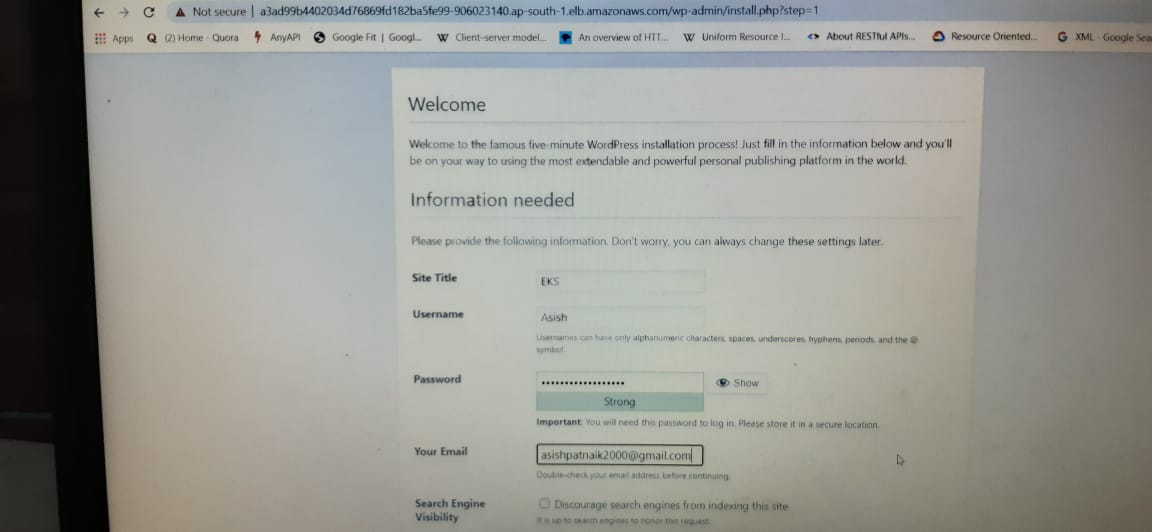 Not secure | a3ad99b4402034d76869fd182ba5fe99-906023140.ap-south-1.elb.amazonaws.com/wp-admin/install.php?step=1
Apps (2) Home - Quora AnyAPI Google Fit | Googl... Client-server model... An overview of HTT... Uniform Resource I... About RESTful APIs... Resource Oriented... XML - Google Sea
Welcome
Welcome to the famous five-minute WordPress installation process! Just fill in the information below and you'll
be on your way to using the most extendable and powerful personal publishing platform in the world.
Information needed
Please provide the following information. Don't worry, you can always change these settings later.
Site Title EKS
Username Asish
Usernames can have only alphanumeric characters, spaces, underscores, hyphens, periods, and the @
symbol.
Password •••••••••••••••••• Show
Strong
Important: You will need this password to log in. Please store it in a secure location.
Your Email asishpatnaik2000@gmail.com
Double-check your email address before continuing.
Search Engine Discourage search engines from indexing this site
Visibility It is up to search engines to honor this request.